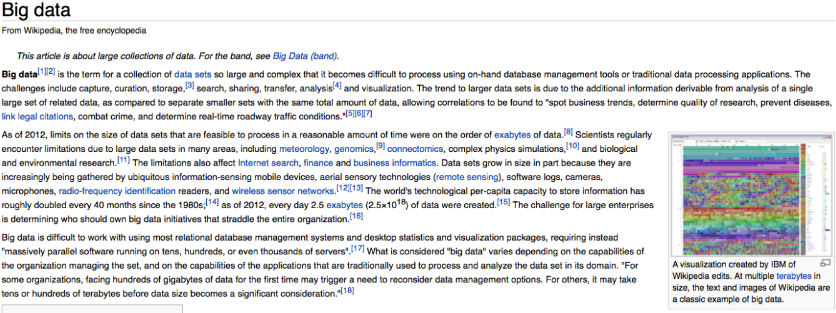 Big data
From Wikipedia, the free encyclopedia
This article is about large collections of data. For the band, see Big Data (band).
Big data[1][2] is the term for a collection of data sets so large and complex that it becomes difficult to process using on-hand database management tools or traditional data processing applications. The
challenges include capture, curation, storage,[3] search, sharing, transfer, analysis[4] and visualization. The trend to larger data sets is due to the additional information derivable from analysis of a single
large set of related data, as compared to separate smaller sets with the same total amount of data, allowing correlations to be found to "spot business trends, determine quality of research, prevent diseases,
link legal citations, combat crime, and determine real-time roadway traffic conditions."[5][6][7]
As of 2012, limits on the size of data sets that are feasible to process in a reasonable amount of time were on the order of exabytes of data.[8] Scientists regularly
encounter limitations due to large data sets in many areas, including meteorology, genomics,[9] connectomics, complex physics simulations,[10] and biological
and environmental research.[11] The limitations also affect Internet search, finance and business informatics. Data sets grow in size in part because they are
increasingly being gathered by ubiquitous information-sensing mobile devices, aerial sensory technologies (remote sensing), software logs, cameras,
microphones, radio-frequency identification readers, and wireless sensor networks.[12][13] The world's technological per-capita capacity to store information has
roughly doubled every 40 months since the 1980s;[14] as of 2012, every day 2.5 exabytes (2.5×10^18) of data were created.[15] The challenge for large enterprises
is determining who should own big data initiatives that straddle the entire organization.[16]
Big data is difficult to work with using most relational database management systems and desktop statistics and visualization packages, requiring instead
"massively parallel software running on tens, hundreds, or even thousands of servers".[17] What is considered "big data" varies depending on the capabilities of
the organization managing the set, and on the capabilities of the applications that are traditionally used to process and analyze the data set in its domain. "For
some organizations, facing hundreds of gigabytes of data for the first time may trigger a need to reconsider data management options. For others, it may take
tens or hundreds of terabytes before data size becomes a significant consideration."[18]
A visualization created by IBM of
Wikipedia edits. At multiple terabytes in
size, the text and images of Wikipedia are
a classic example of big data.